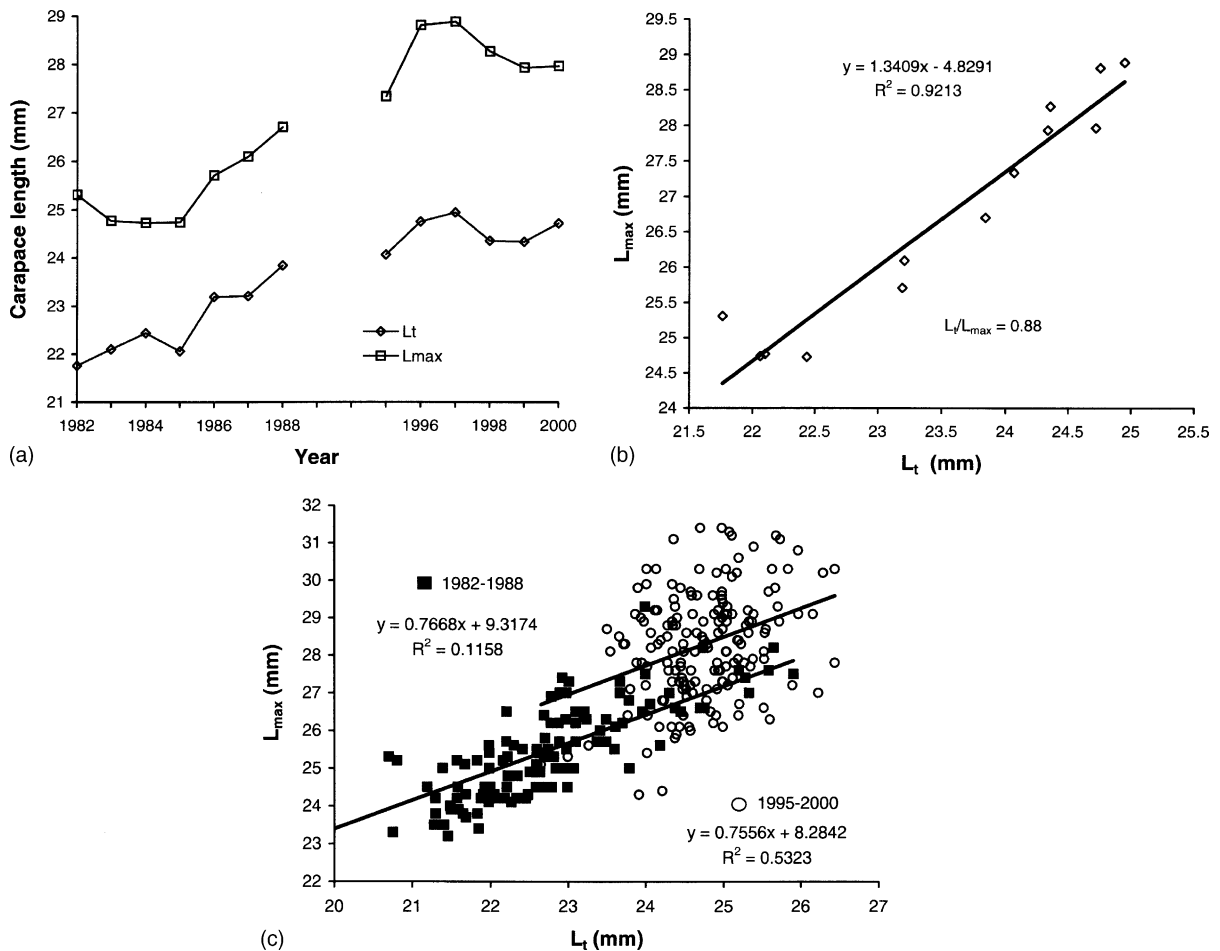 29
28
27
26
25
24
23
22
21
Carapace length (mm)
Lt
Lmax
1982 1984 1986 1988 1996 1998 2000
(a) Year
29.5
29
28.5
28
27.5
27
26.5
26
25.5
25
24.5
24
Lmax (mm)
y = 1.3409x - 4.8291
R² = 0.9213
Lt/Lmax = 0.88
21.5 22 22.5 23 23.5 24 24.5 25 25.5
(b) Lt (mm)
32
31
30
29
28
27
26
25
24
23
22
Lmax (mm)
1982-1988
y = 0.7668x + 9.3174
R² = 0.1158
1995-2000
y = 0.7556x + 8.2842
R² = 0.5323
20 21 22 23 24 25 26 27
(c) Lt (mm)